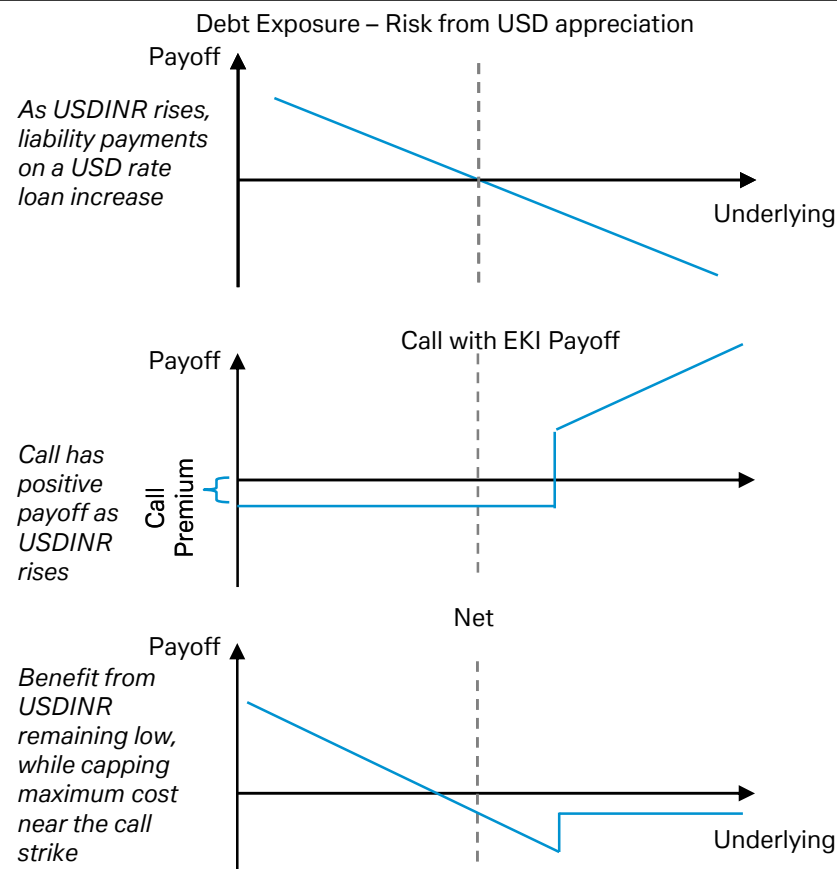 Debt Exposure – Risk from USD appreciation
Payoff
As USDINR rises,
liability payments
on a USD rate
loan increase
Underlying
Call with EKI Payoff
Payoff
Call has
positive
payoff as
USDINR
rises
Call
Premium
Net
Payoff
Benefit from
USDINR
remaining low,
while capping
maximum cost
near the call
strike
Underlying